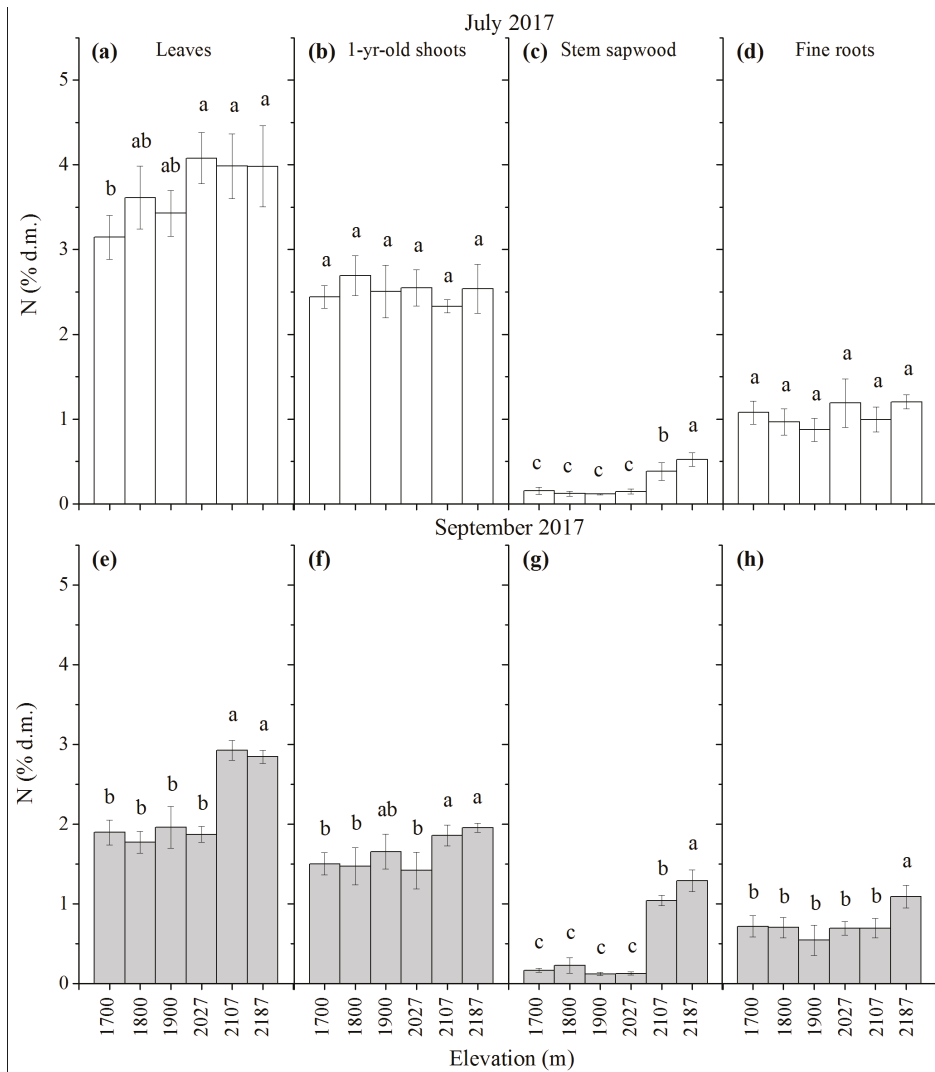 July 2017
(a) Leaves (b) 1-yr-old shoots (c) Stem sapwood (d) Fine roots
N (% d.m.)
5
4
3
2
1
0
b ab ab a a a
a a a a a a
c c c c b a
a a a a a a
September 2017
(e) (f) (g) (h)
N (% d.m.)
5
4
3
2
1
0
b b b b a a
b b ab b a a
c c c c b a
b b b b b a
1700 1800 1900 2027 2107 2187 1700 1800 1900 2027 2107 2187 1700 1800 1900 2027 2107 2187 1700 1800 1900 2027 2107 2187
Elevation (m)